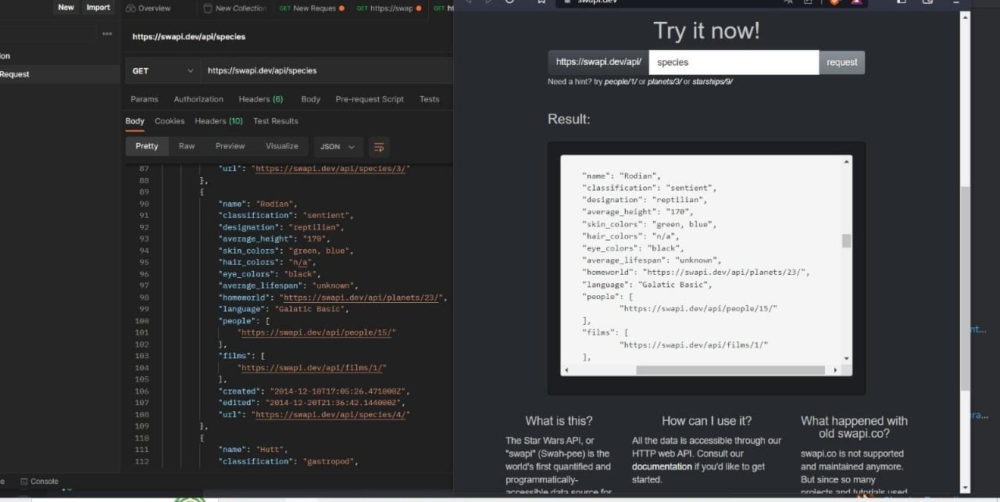 New Import Overview New Collection GET New Reques GET https://swap GET ht
https://swapi.dev/api/species
Request
GET https://swapi.dev/api/species
Params Authorization Headers (6) Body Pre-request Script Tests
Body Cookies Headers (10) Test Results
Pretty Raw Preview Visualize JSON
87 "url": "https://swapi.dev/api/species/3/"
88 },
89 {
90 "name": "Rodian",
91 "classification": "sentient",
92 "designation": "reptilian",
93 "average_height": "170",
94 "skin_colors": "green, blue",
95 "hair_colors": "n/a",
96 "eye_colors": "black",
97 "average_lifespan": "unknown",
98 "homeworld": "https://swapi.dev/api/planets/23/",
99 "language": "Galatic Basic",
100 "people": [
101 "https://swapi.dev/api/people/15/"
102 ],
103 "films": [
104 "https://swapi.dev/api/films/1/"
105 ],
106 "created": "2014-12-10T17:05:26.471000Z",
107 "edited": "2014-12-20T21:36:42.144000Z",
108 "url": "https://swapi.dev/api/species/4/"
109 },
110 {
111 "name": "Hutt",
112 "classification": "gastropod",
Console
swapi.dev
Try it now!
https://swapi.dev/api/ species request
Need a hint? try people/1/ or planets/3/ or starships/9/
Result:
"name": "Rodian",
"classification": "sentient",
"designation": "reptilian",
"average_height": "170",
"skin_colors": "green, blue",
"hair_colors": "n/a",
"eye_colors": "black",
"average_lifespan": "unknown",
"homeworld": "https://swapi.dev/api/planets/23/",
"language": "Galatic Basic",
"people": [
"https://swapi.dev/api/people/15/"
],
"films": [
"https://swapi.dev/api/films/1/"
],
What is this?
The Star Wars API, or
"swapi" (Swah-pee) is the
world's first quantified and
programmatically-
accessible data source for
How can I use it?
All the data is accessible through our
HTTP web API. Consult our
documentation if you'd like to get
started.
What happened with
old swapi.co?
swapi.co is not supported
and maintained anymore.
But since so many
projects and tutorials used